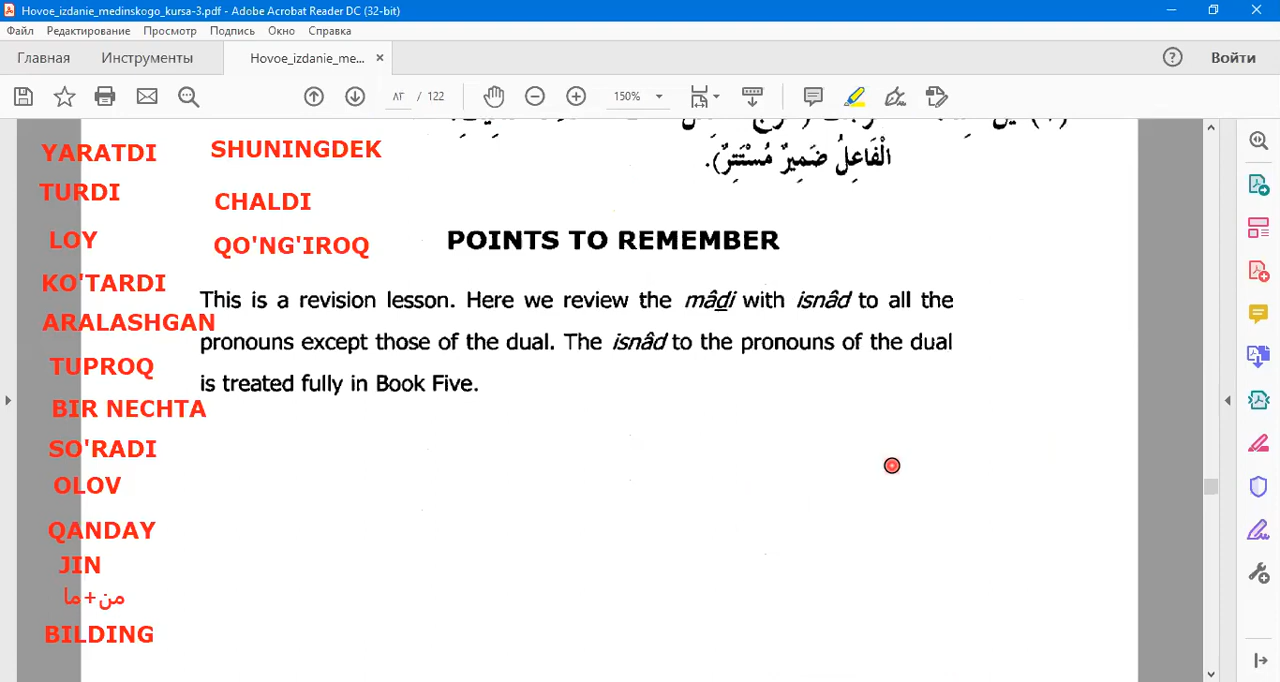 Hovoe_izdanie_medinskogo_kursa-3.pdf - Adobe Acrobat Reader DC (32-bit)
Файл Редактирование Просмотр Подпись Окно Справка
Главная Инструменты Hovoe_izdanie_me... × Войти
٨٢ / 122 150%
الْفَاعِلُ ضَمِيرٌ مُسْتَتِرٌ).
YARATDI
SHUNINGDEK
TURDI
CHALDI
LOY
QO'NG'IROQ
POINTS TO REMEMBER
KO'TARDI
This is a revision lesson. Here we review the mâdi with isnâd to all the
ARALASHGAN
pronouns except those of the dual. The isnâd to the pronouns of the dual
TUPROQ
is treated fully in Book Five.
BIR NECHTA
SO'RADI
OLOV
QANDAY
JIN
من+ما
BILDING